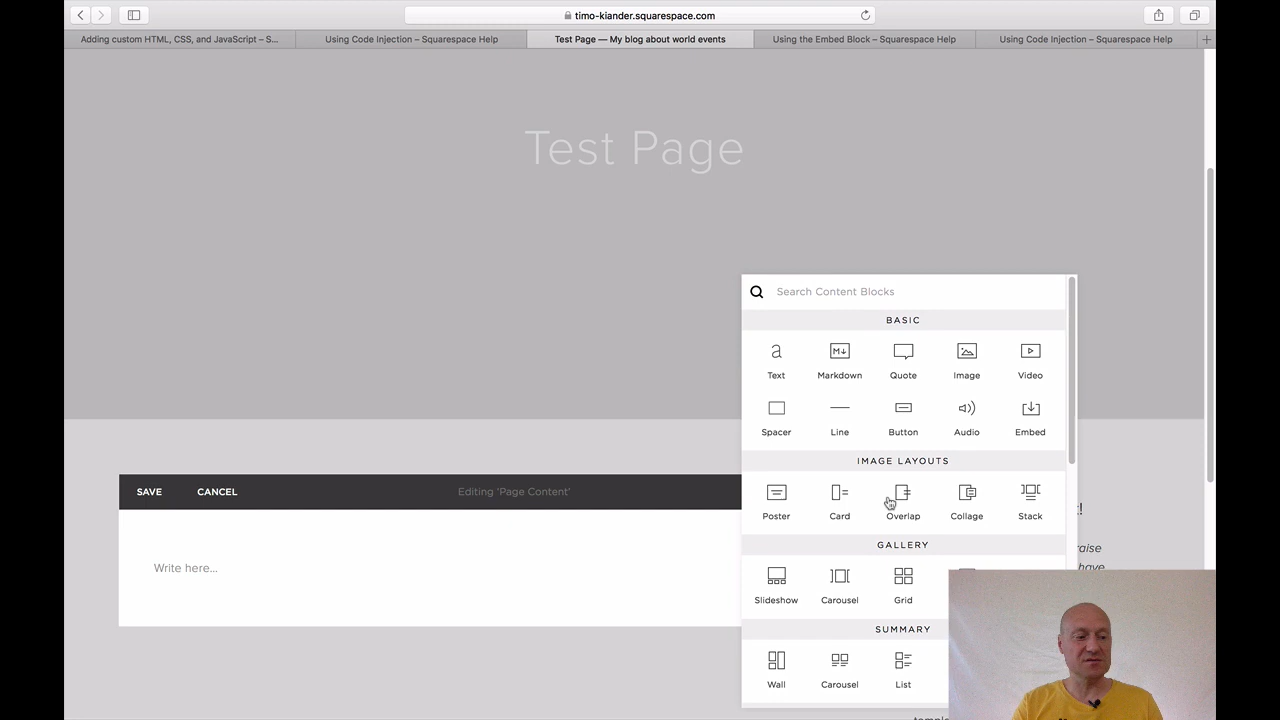 timo-kiander.squarespace.com
Adding custom HTML, CSS, and JavaScript – S...
Using Code Injection – Squarespace Help
Test Page — My blog about world events
Using the Embed Block – Squarespace Help
Using Code Injection – Squarespace Help
Test Page
Search Content Blocks
BASIC
Text Markdown Quote Image Video
Spacer Line Button Audio Embed
IMAGE LAYOUTS
Poster Card Overlap Collage Stack
GALLERY
Slideshow Carousel Grid
SUMMARY
Wall Carousel List
SAVE CANCEL Editing 'Page Content'
Write here...
have